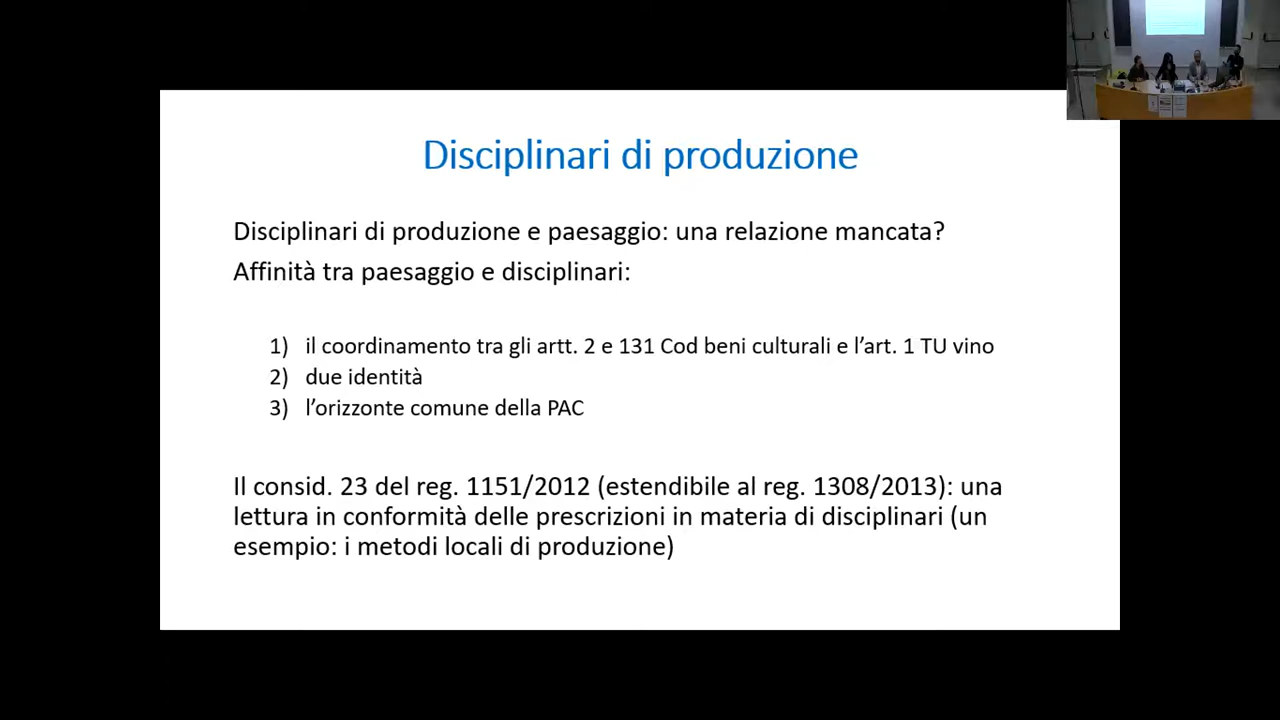 Disciplinari di produzione
Disciplinari di produzione e paesaggio: una relazione mancata?
Affinità tra paesaggio e disciplinari:
1) il coordinamento tra gli artt. 2 e 131 Cod beni culturali e l’art. 1 TU vino
2) due identità
3) l’orizzonte comune della PAC
Il consid. 23 del reg. 1151/2012 (estendibile al reg. 1308/2013): una
lettura in conformità delle prescrizioni in materia di disciplinari (un
esempio: i metodi locali di produzione)